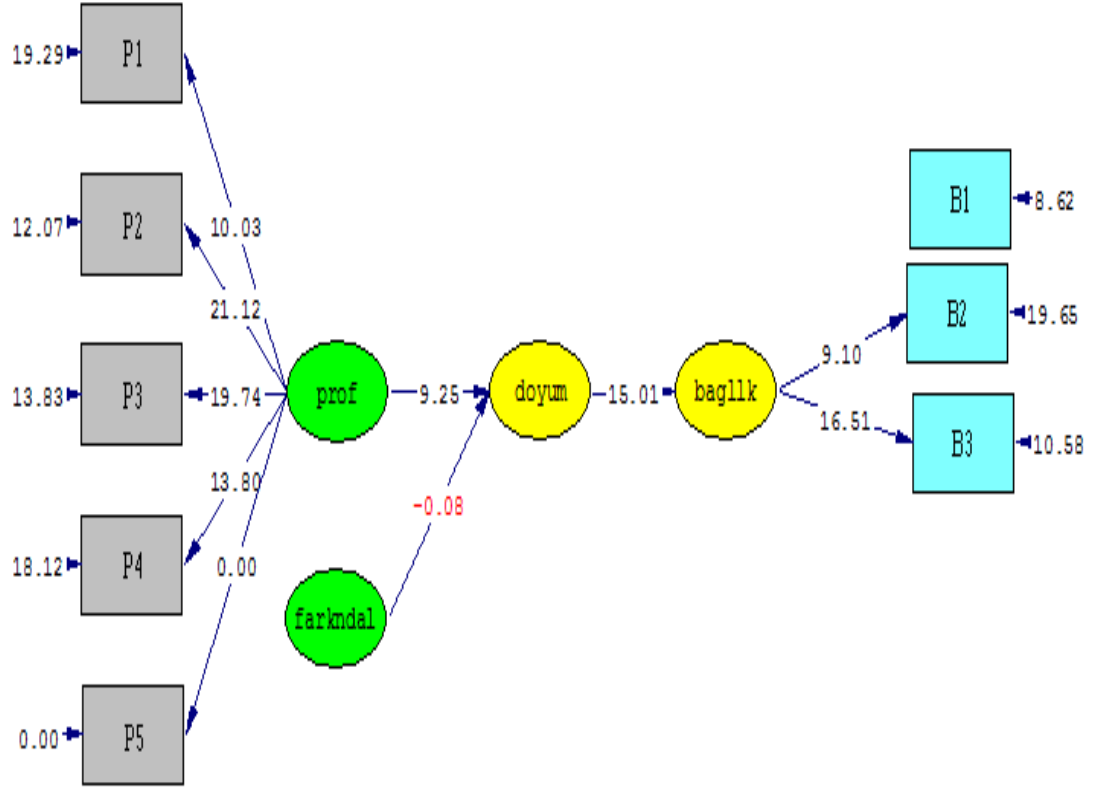 19.29 P1
10.03
12.07 P2
21.12
13.83 P3 19.74
prof 9.25 doyum -15.01 bagllk
13.80
18.12 P4
0.00
-0.08
farkndal
0.00 P5
B1 8.62
B2 19.65
9.10
16.51
B3 10.58